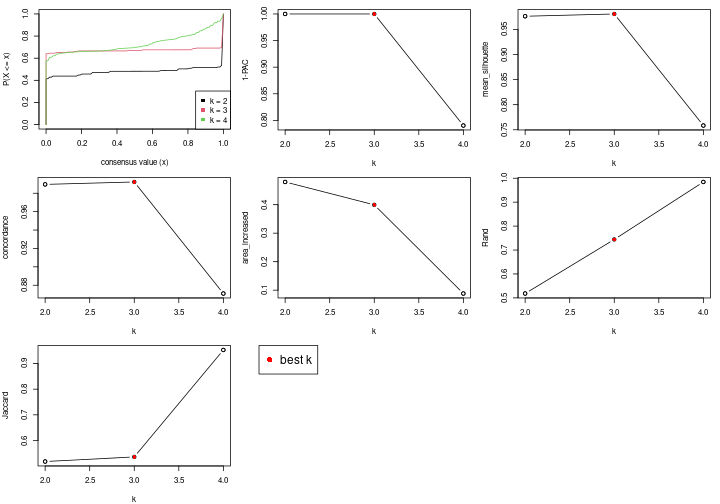 P(X <= x)
0.0 0.2 0.4 0.6 0.8 1.0
k = 2
k = 3
k = 4
0.0 0.2 0.4 0.6 0.8 1.0
consensus value (x)
1-PAC
0.80 0.85 0.90 0.95 1.00
2.0 2.5 3.0 3.5 4.0
k
mean_silhouette
0.75 0.80 0.85 0.90 0.95
2.0 2.5 3.0 3.5 4.0
k
concordance
0.88 0.92 0.96
2.0 2.5 3.0 3.5 4.0
k
area_increased
0.1 0.2 0.3 0.4
2.0 2.5 3.0 3.5 4.0
k
Rand
0.5 0.6 0.7 0.8 0.9 1.0
2.0 2.5 3.0 3.5 4.0
k
Jaccard
0.6 0.7 0.8 0.9
2.0 2.5 3.0 3.5 4.0
k
best k